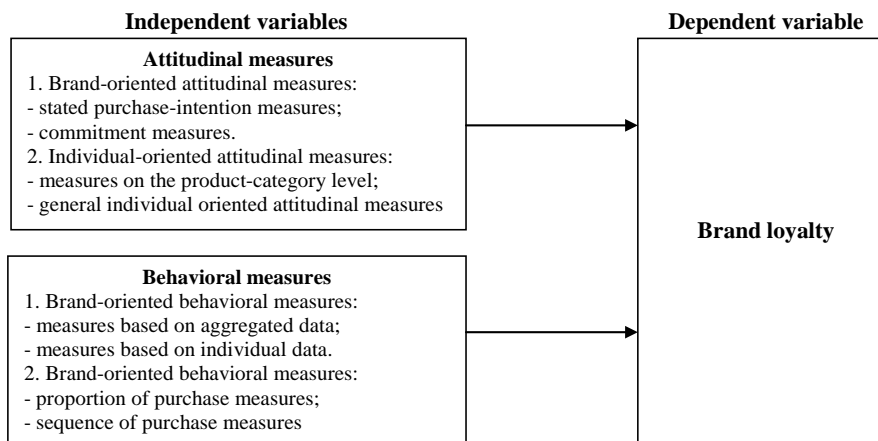 Independent variables
Dependent variable
Attitudinal measures
1. Brand-oriented attitudinal measures:
- stated purchase-intention measures;
- commitment measures.
2. Individual-oriented attitudinal measures:
- measures on the product-category level;
- general individual oriented attitudinal measures
Behavioral measures
1. Brand-oriented behavioral measures:
- measures based on aggregated data;
- measures based on individual data.
2. Brand-oriented behavioral measures:
- proportion of purchase measures;
- sequence of purchase measures
Brand loyalty